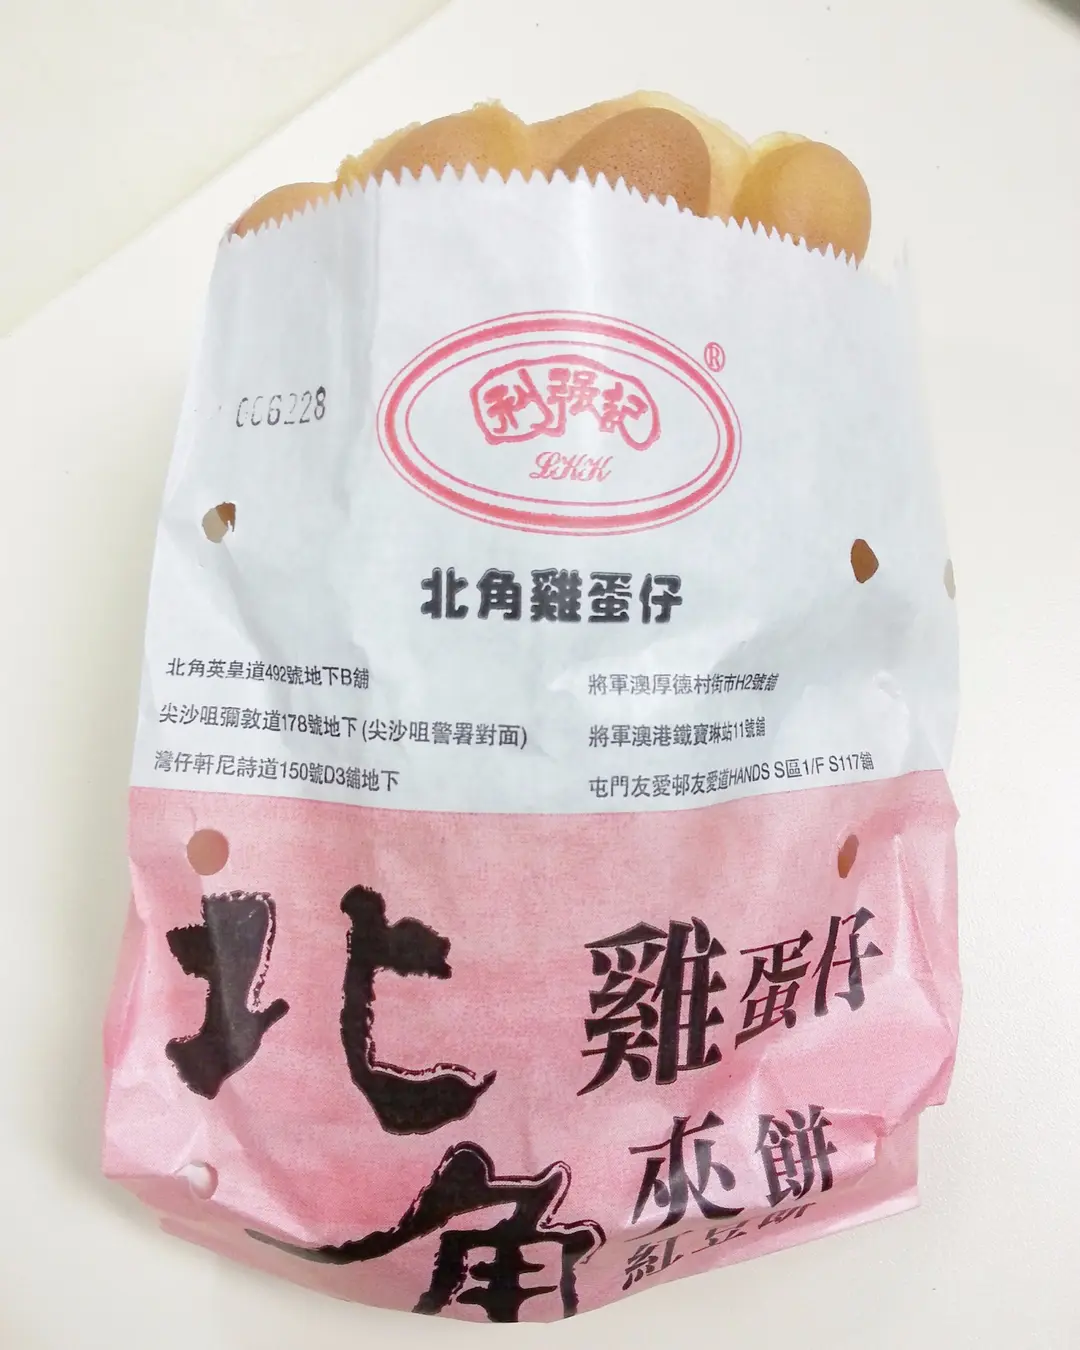 利强記
®
LKK
006228
北角雞蛋仔
北角英皇道492號地下B舖
尖沙咀彌敦道178號地下(尖沙咀警署對面)
灣仔軒尼詩道150號D3舖地下
將軍澳厚德村街市H2號舖
將軍澳港鐵寶琳站11號舖
屯門友愛邨友愛道HANDS S區1/F S117舖
北角
雞蛋仔
夾餅
紅豆餅